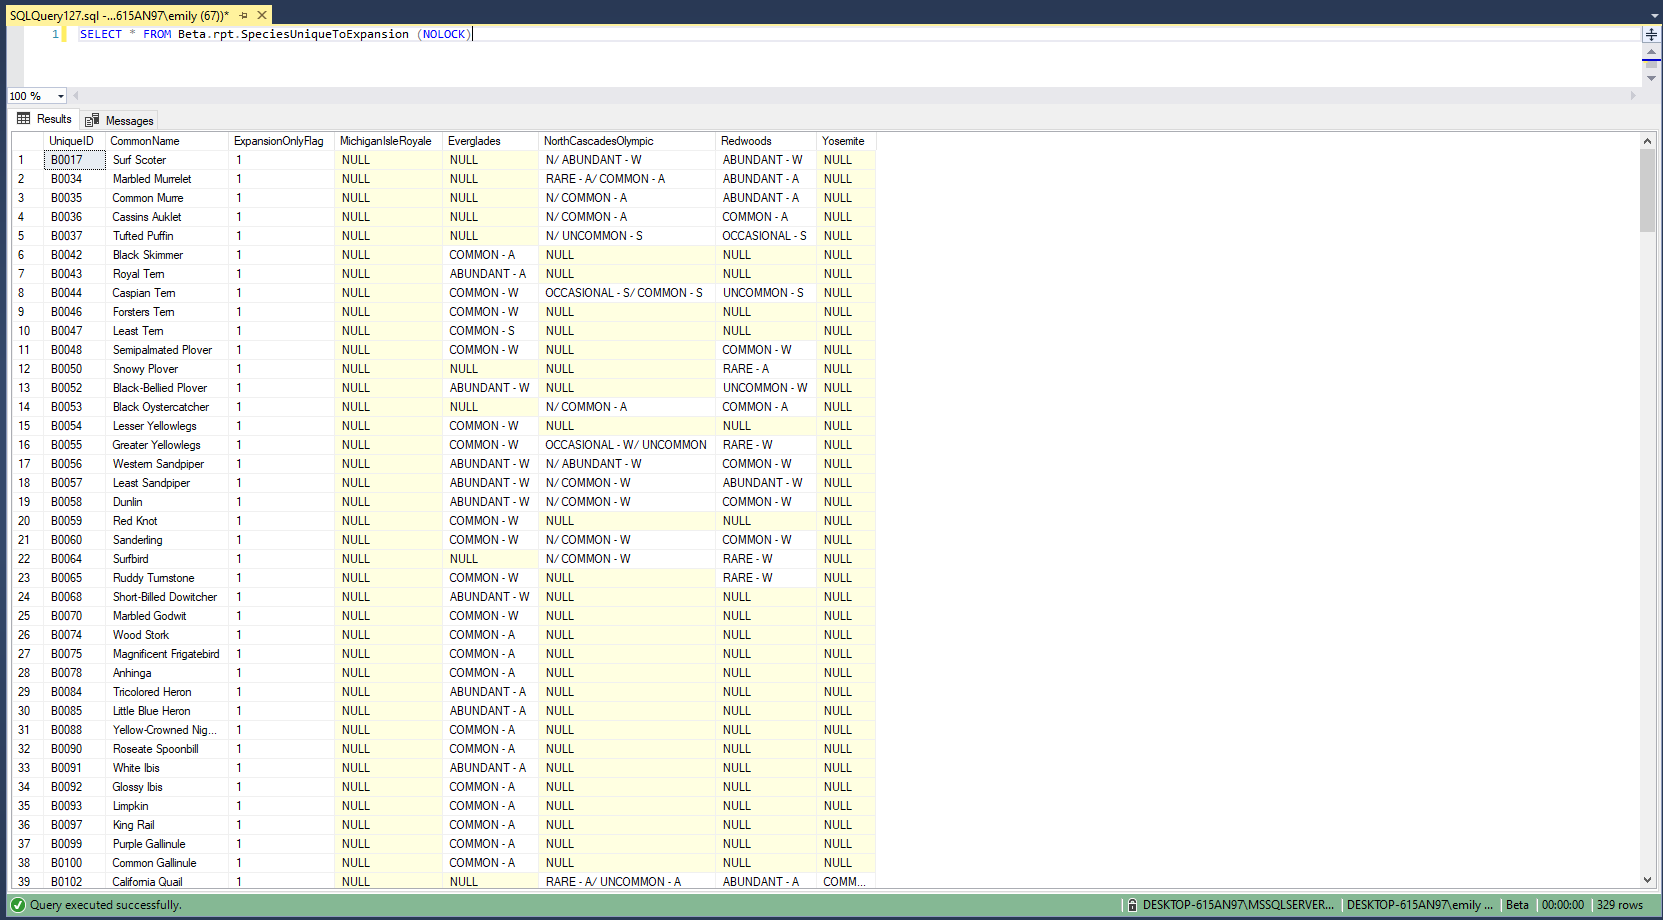 SQLQuery127.sql -...615AN97\emily (67))*
1 SELECT * FROM Beta.rpt.SpeciesUniqueToExpansion (NOLOCK)
100 %
Results Messages
UniqueID CommonName ExpansionOnlyFlag MichiganIsleRoyale Everglades NorthCascadesOlympic Redwoods Yosemite
1 B0017 Surf Scoter 1 NULL NULL N/ ABUNDANT - W ABUNDANT - W NULL
2 B0034 Marbled Murrelet 1 NULL NULL RARE - A/ COMMON - A ABUNDANT - A NULL
3 B0035 Common Murre 1 NULL NULL N/ COMMON - A ABUNDANT - A NULL
4 B0036 Cassins Auklet 1 NULL NULL N/ COMMON - A COMMON - A NULL
5 B0037 Tufted Puffin 1 NULL NULL N/ UNCOMMON - S OCCASIONAL - S NULL
6 B0042 Black Skimmer 1 NULL COMMON - A NULL NULL NULL
7 B0043 Royal Tern 1 NULL ABUNDANT - A NULL NULL NULL
8 B0044 Caspian Tern 1 NULL COMMON - W OCCASIONAL - S/ COMMON - S UNCOMMON - S NULL
9 B0046 Forsters Tern 1 NULL COMMON - W NULL NULL NULL
10 B0047 Least Tern 1 NULL COMMON - S NULL NULL NULL
11 B0048 Semipalmated Plover 1 NULL COMMON - W NULL COMMON - W NULL
12 B0050 Snowy Plover 1 NULL NULL NULL RARE - A NULL
13 B0052 Black-Bellied Plover 1 NULL ABUNDANT - W NULL UNCOMMON - W NULL
14 B0053 Black Oystercatcher 1 NULL NULL N/ COMMON - A COMMON - A NULL
15 B0054 Lesser Yellowlegs 1 NULL COMMON - W NULL NULL NULL
16 B0055 Greater Yellowlegs 1 NULL COMMON - W OCCASIONAL - W/ UNCOMMON RARE - W NULL
17 B0056 Western Sandpiper 1 NULL ABUNDANT - W N/ ABUNDANT - W COMMON - W NULL
18 B0057 Least Sandpiper 1 NULL ABUNDANT - W N/ COMMON - W ABUNDANT - W NULL
19 B0058 Dunlin 1 NULL ABUNDANT - W N/ COMMON - W COMMON - W NULL
20 B0059 Red Knot 1 NULL COMMON - W NULL NULL NULL
21 B0060 Sanderling 1 NULL COMMON - W N/ COMMON - W COMMON - W NULL
22 B0064 Surfbird 1 NULL NULL N/ COMMON - W RARE - W NULL
23 B0065 Ruddy Turnstone 1 NULL COMMON - W NULL RARE - W NULL
24 B0068 Short-Billed Dowitcher 1 NULL ABUNDANT - W NULL NULL NULL
25 B0070 Marbled Godwit 1 NULL COMMON - W NULL NULL NULL
26 B0074 Wood Stork 1 NULL COMMON - A NULL NULL NULL
27 B0075 Magnificent Frigatebird 1 NULL COMMON - A NULL NULL NULL
28 B0078 Anhinga 1 NULL COMMON - A NULL NULL NULL
29 B0084 Tricolored Heron 1 NULL ABUNDANT - A NULL NULL NULL
30 B0085 Little Blue Heron 1 NULL ABUNDANT - A NULL NULL NULL
31 B0088 Yellow-Crowned Nig... 1 NULL COMMON - A NULL NULL NULL
32 B0090 Roseate Spoonbill 1 NULL COMMON - A NULL NULL NULL
33 B0091 White Ibis 1 NULL ABUNDANT - A NULL NULL NULL
34 B0092 Glossy Ibis 1 NULL COMMON - A NULL NULL NULL
35 B0093 Limpkin 1 NULL COMMON - A NULL NULL NULL
36 B0097 King Rail 1 NULL COMMON - A NULL NULL NULL
37 B0099 Purple Gallinule 1 NULL COMMON - A NULL NULL NULL
38 B0100 Common Gallinule 1 NULL COMMON - A NULL NULL NULL
39 B0102 California Quail 1 NULL NULL RARE - A/ UNCOMMON - A ABUNDANT - A COMM...
Query executed successfully. DESKTOP-615AN97\MSSQLSERVER... DESKTOP-615AN97\emily ... Beta 00:00:00 329 rows